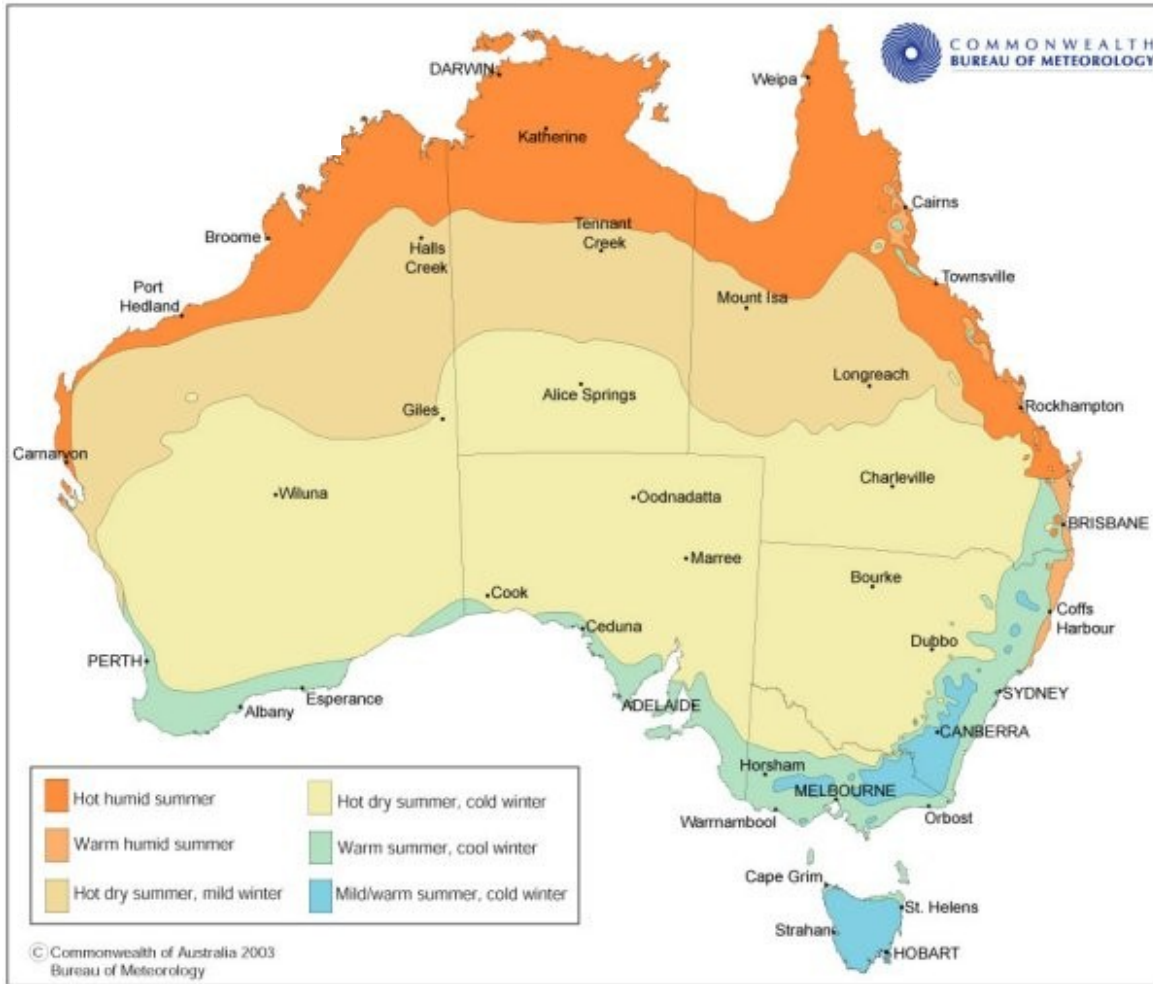 COMMONWEALTH
BUREAU OF METEOROLOGY
DARWIN
Weipa
Katherine
Cairns
Broome
Halls
Creek
Tennant
Creek
Townsville
Port
Hedland
Mount Isa
Longreach
Alice Springs
Giles
Rockhampton
Carnarvon
Charleville
Wiluna
Oodnadatta
BRISBANE
Marree
Bourke
Cook
Coffs
Harbour
Ceduna
Dubbo
PERTH
SYDNEY
Esperance
ADELAIDE
Albany
CANBERRA
Horsham
MELBOURNE
Warrnambool
Orbost
Hot humid summer
Warm humid summer
Hot dry summer, mild winter
Hot dry summer, cold winter
Warm summer, cool winter
Mild/warm summer, cold winter
Cape Grim
St. Helens
Strahan
HOBART
© Commonwealth of Australia 2003
Bureau of Meteorology